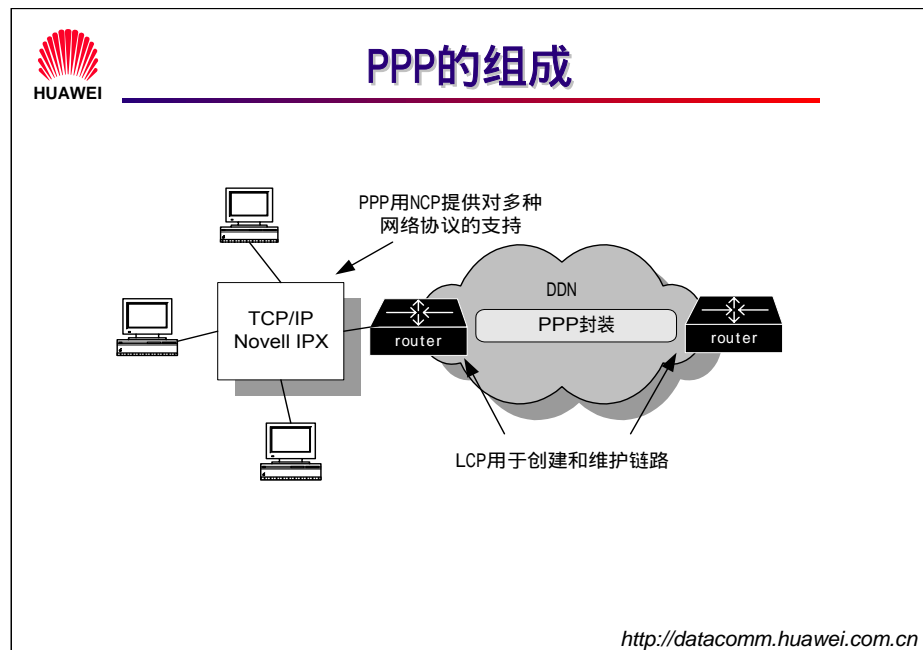 HUAWEI
PPP的组成
PPP用NCP提供对多种
网络协议的支持
DDN
TCP/IP
Novell IPX
PPP封装
router
router
LCP用于创建和维护链路
http://datacomm.huawei.com.cn